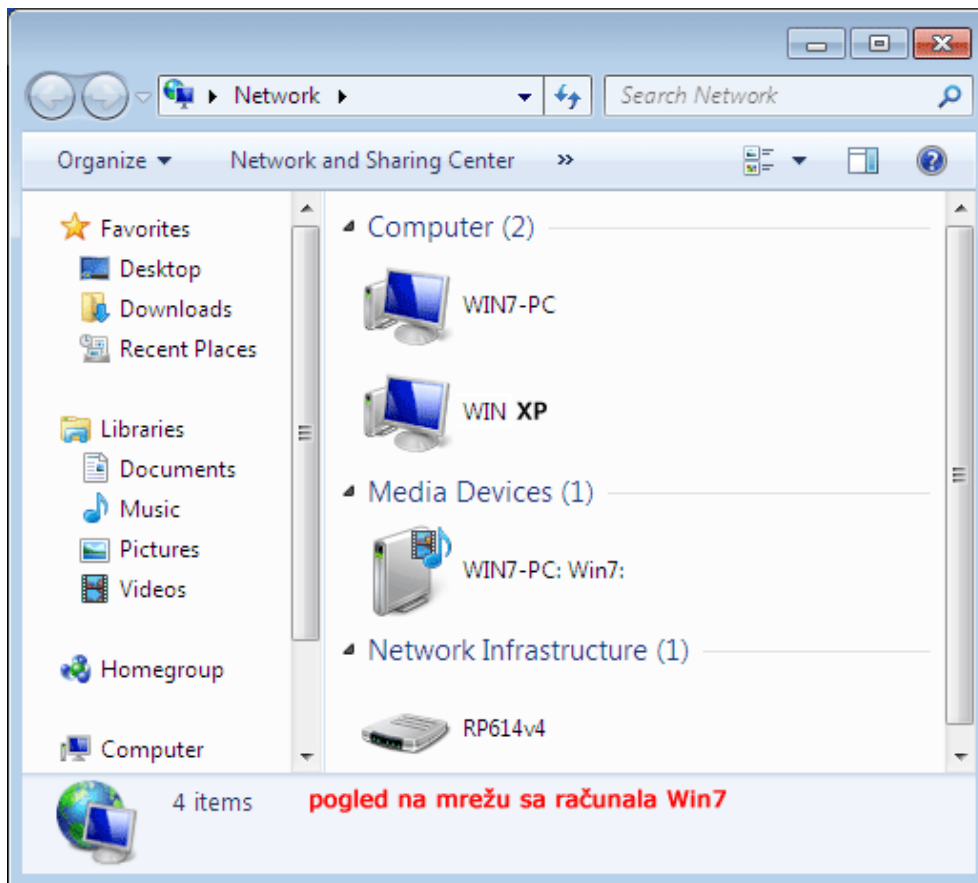 Network
Search Network
Organize
Network and Sharing Center
»
Favorites
Desktop
Downloads
Recent Places
Libraries
Documents
Music
Pictures
Videos
Homegroup
Computer
Computer (2)
WIN7-PC
WIN XP
Media Devices (1)
WIN7-PC: Win7:
Network Infrastructure (1)
RP614v4
4 items
pogled na mrežu sa računala Win7